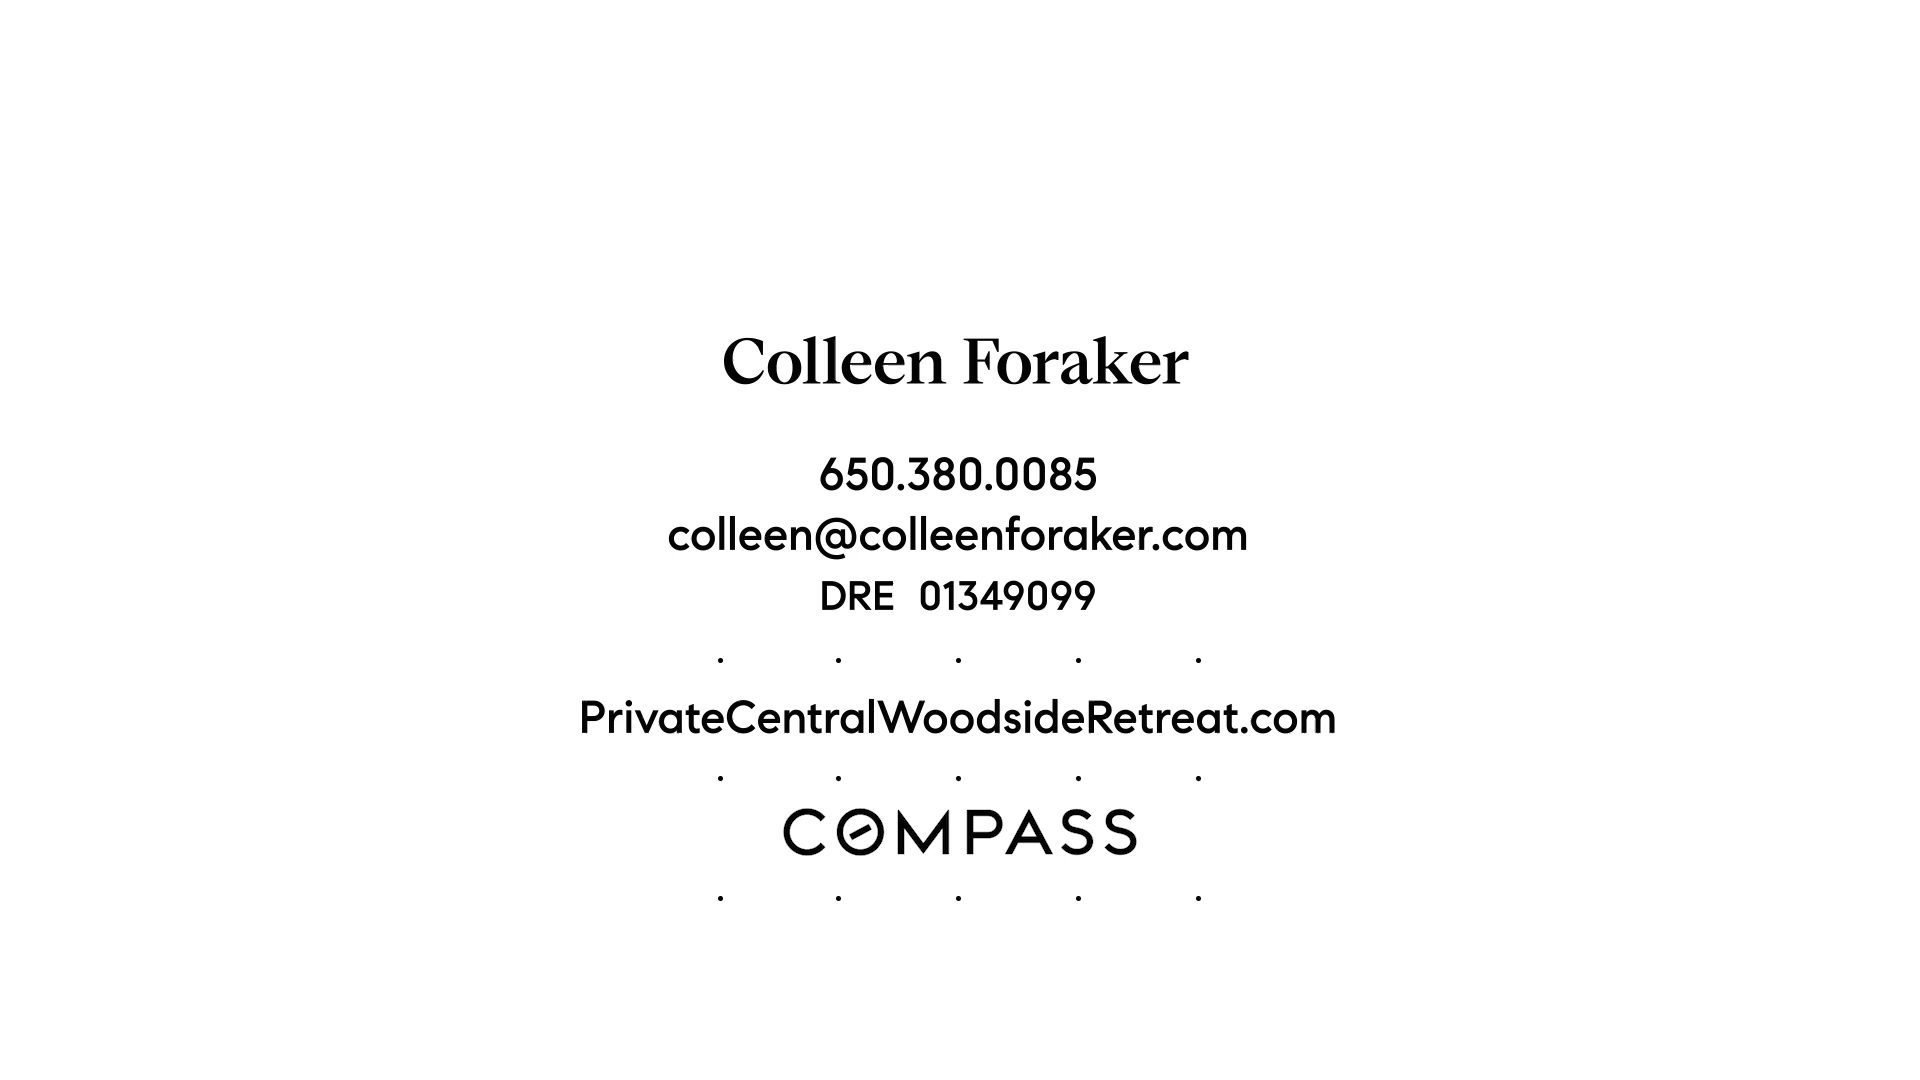 Colleen Foraker
650.380.0085
colleen@colleenforaker.com
DRE 01349099
PrivateCentralWoodsideRetreat.com
COMPASS